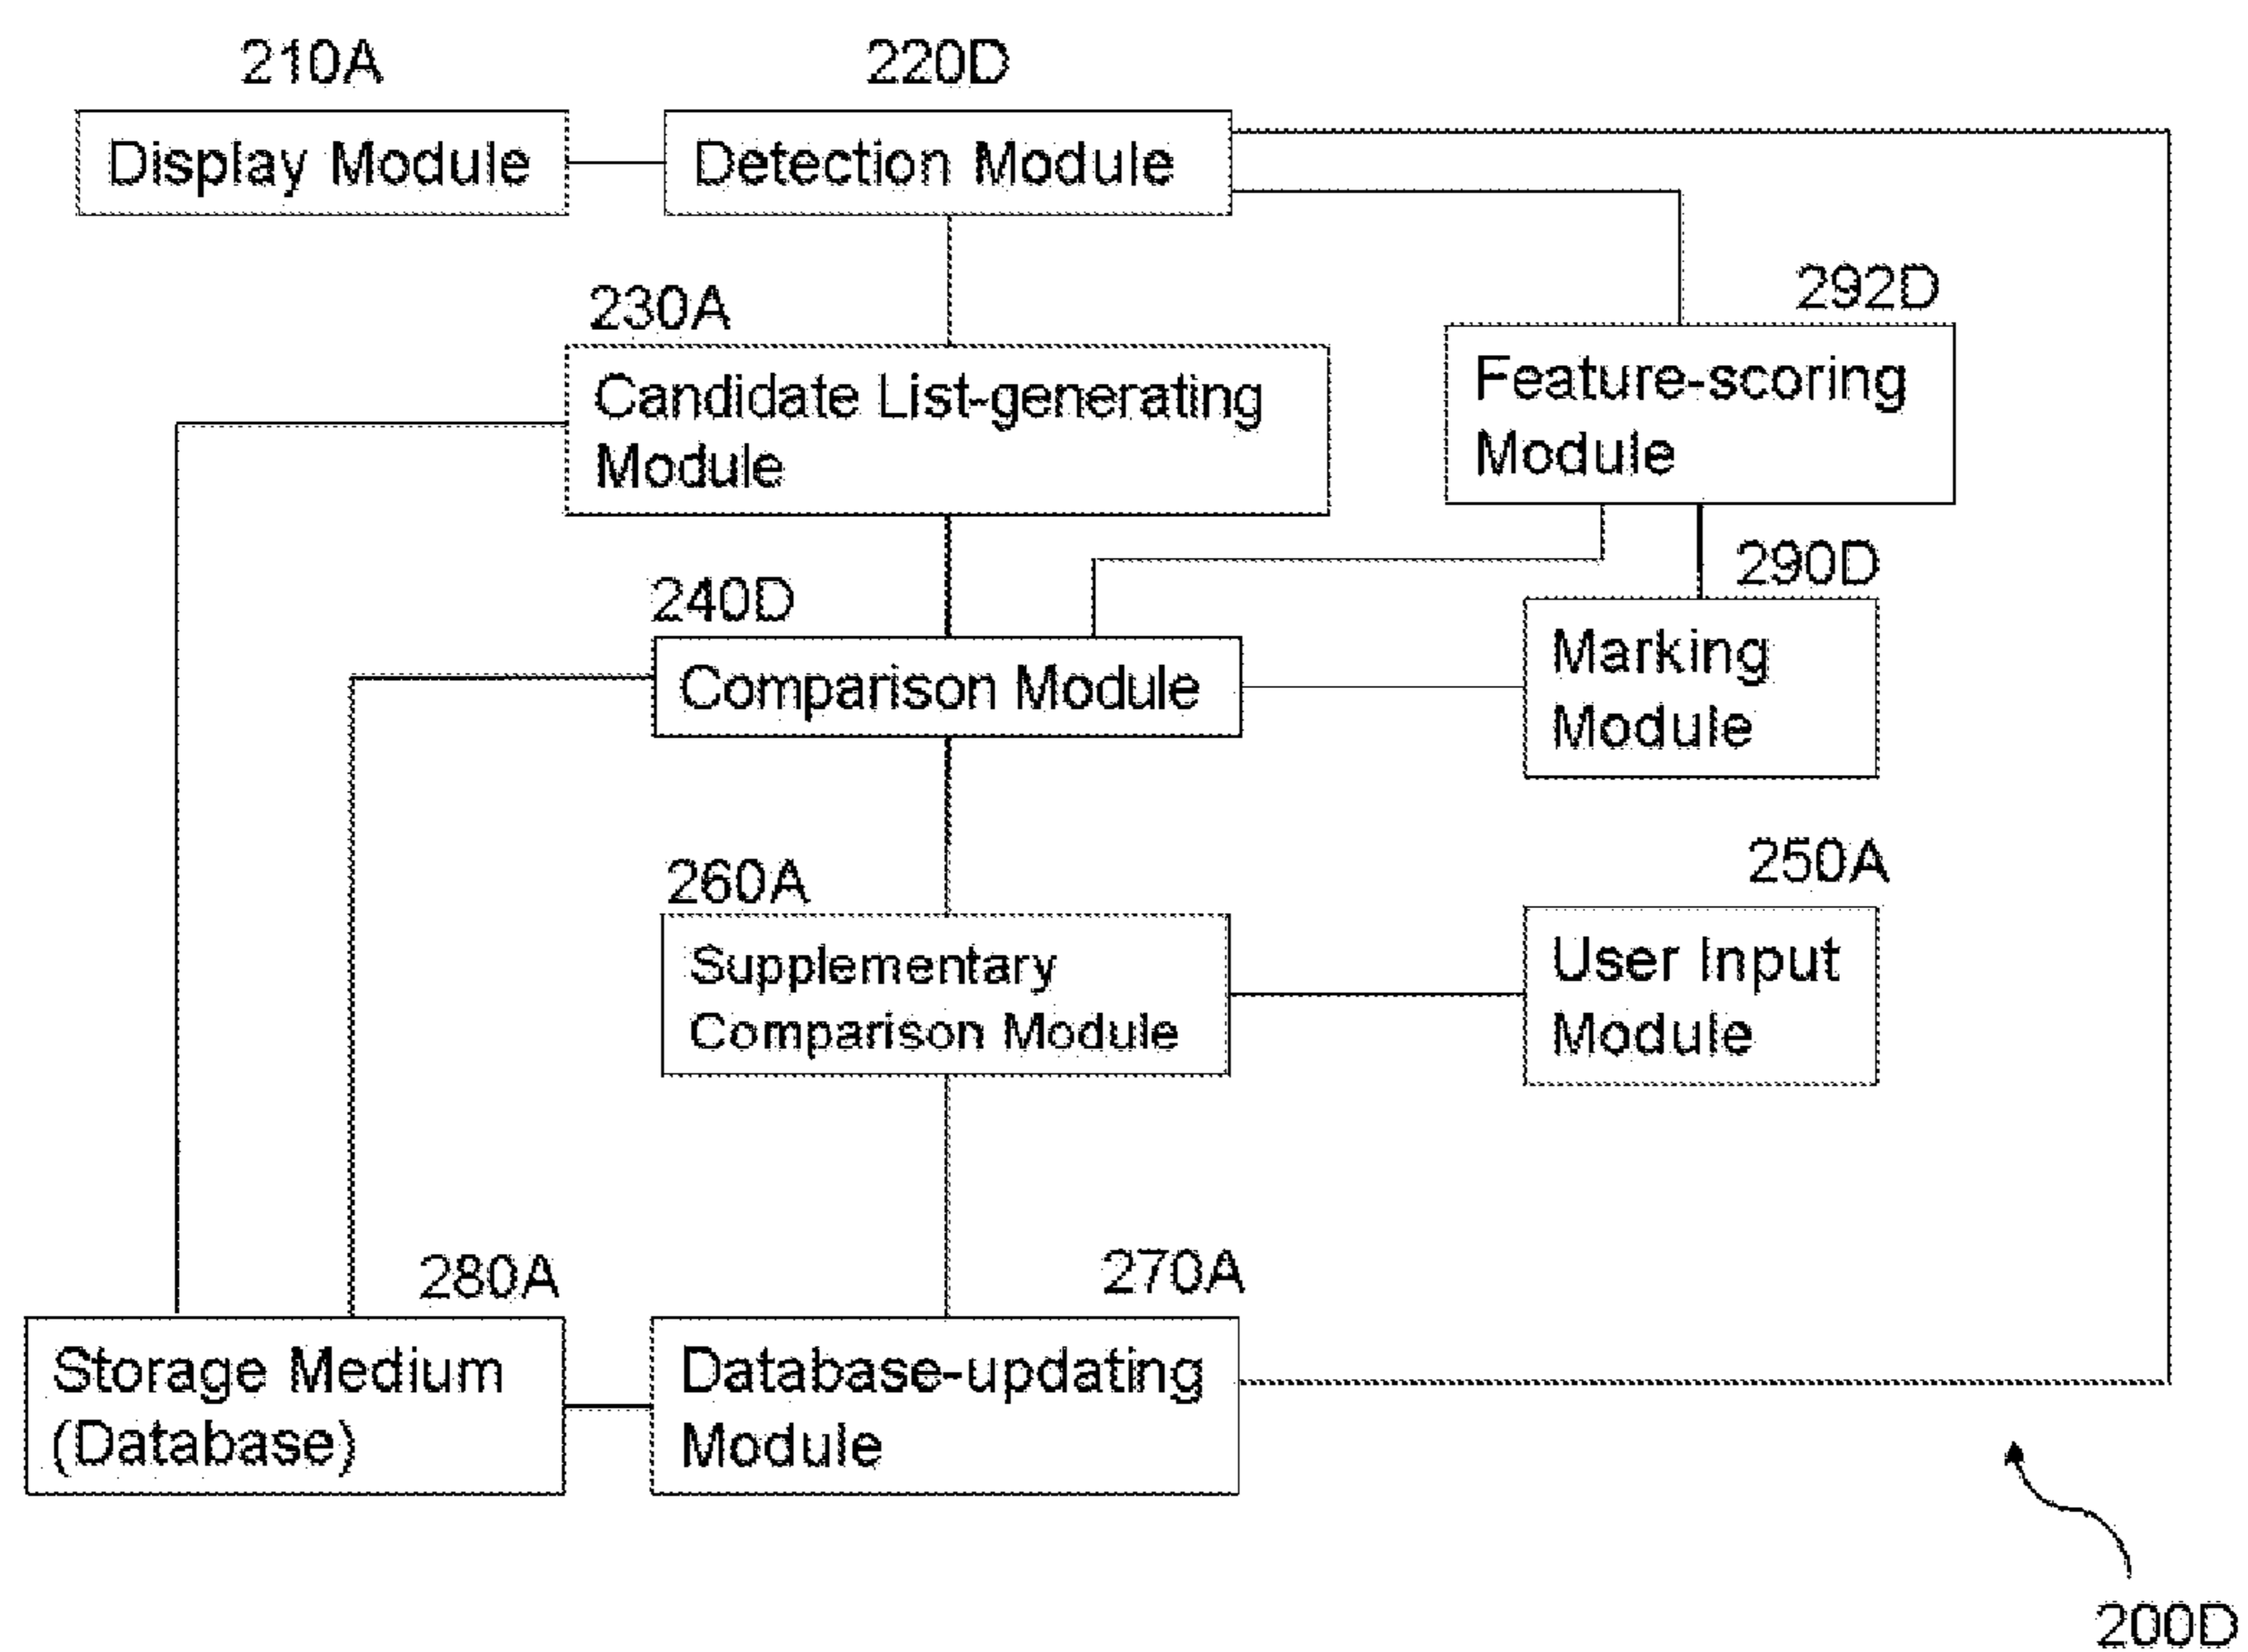 210A
220D
Display Module
Detection Module
230A
292D
Candidate List-generating
Module
Feature-scoring
Module
240D
290D
Comparison Module
Marking
Module
260A
250A
Supplementary
Comparison Module
User Input
Module
280A
270A
Storage Medium
(Database)
Database-updating
Module
200D